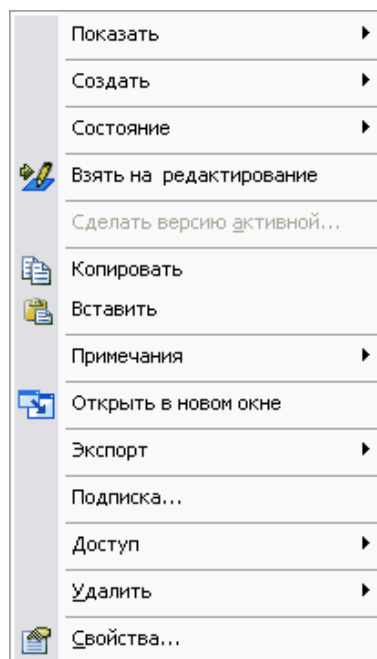 Показать
Создать
Состояние
Взять на редактирование
Сделать версию активной...
Копировать
Вставить
Примечания
Открыть в новом окне
Экспорт
Подписка...
Доступ
Удалить
Свойства...